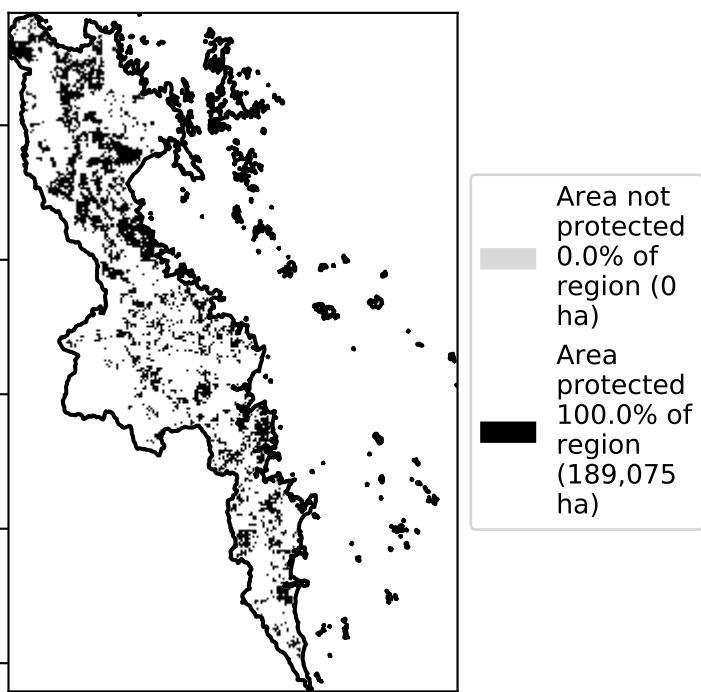 Area not
protected
0.0% of
region (0
ha)
Area
protected
100.0% of
region
(189,075
ha)